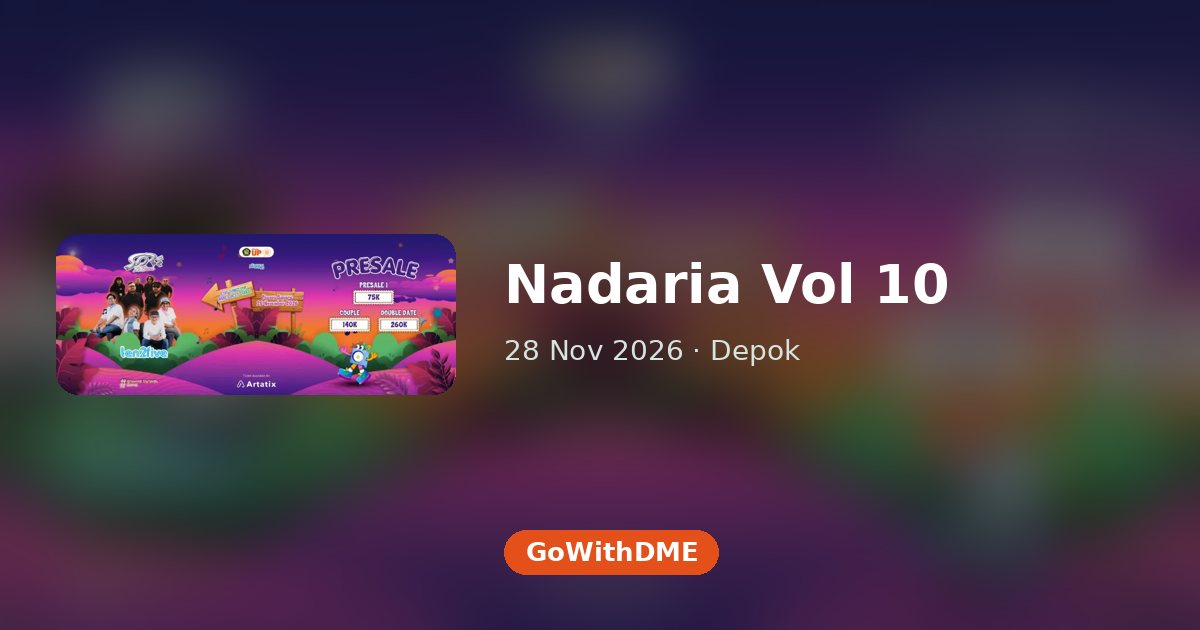 UP
PRESALE
PRESALE 1
75K
COUPLE
140K
DOUBLE DATE
260K
ten2five
Artatix
Nadaria Vol 10
28 Nov 2026 · Depok
GoWithDME